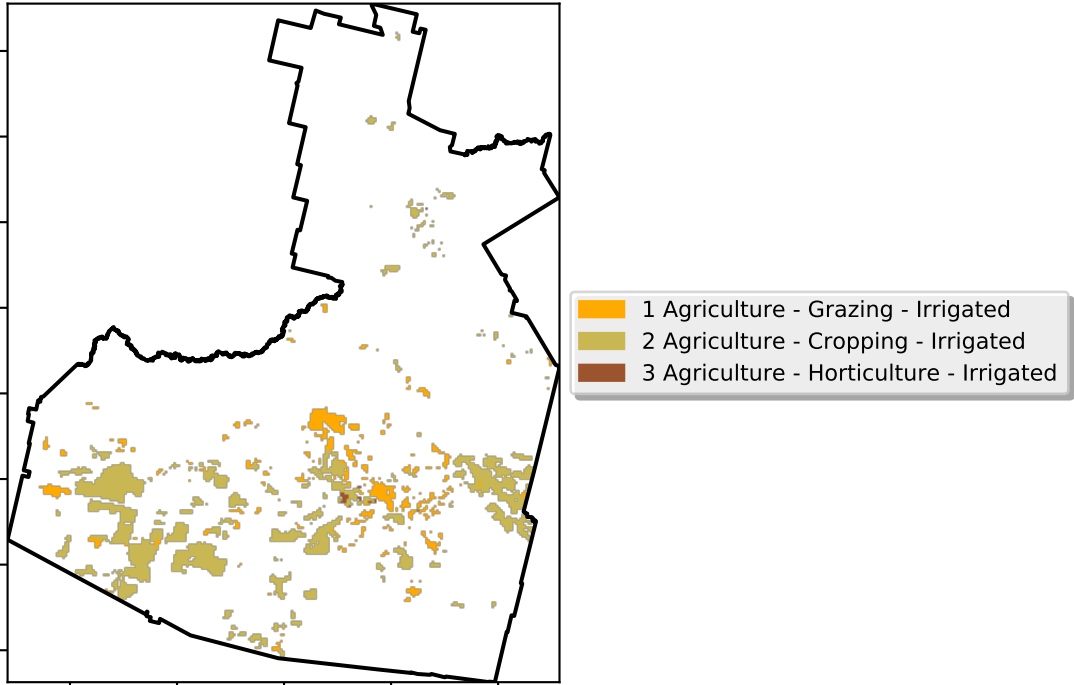 1 Agriculture - Grazing - Irrigated
2 Agriculture - Cropping - Irrigated
3 Agriculture - Horticulture - Irrigated